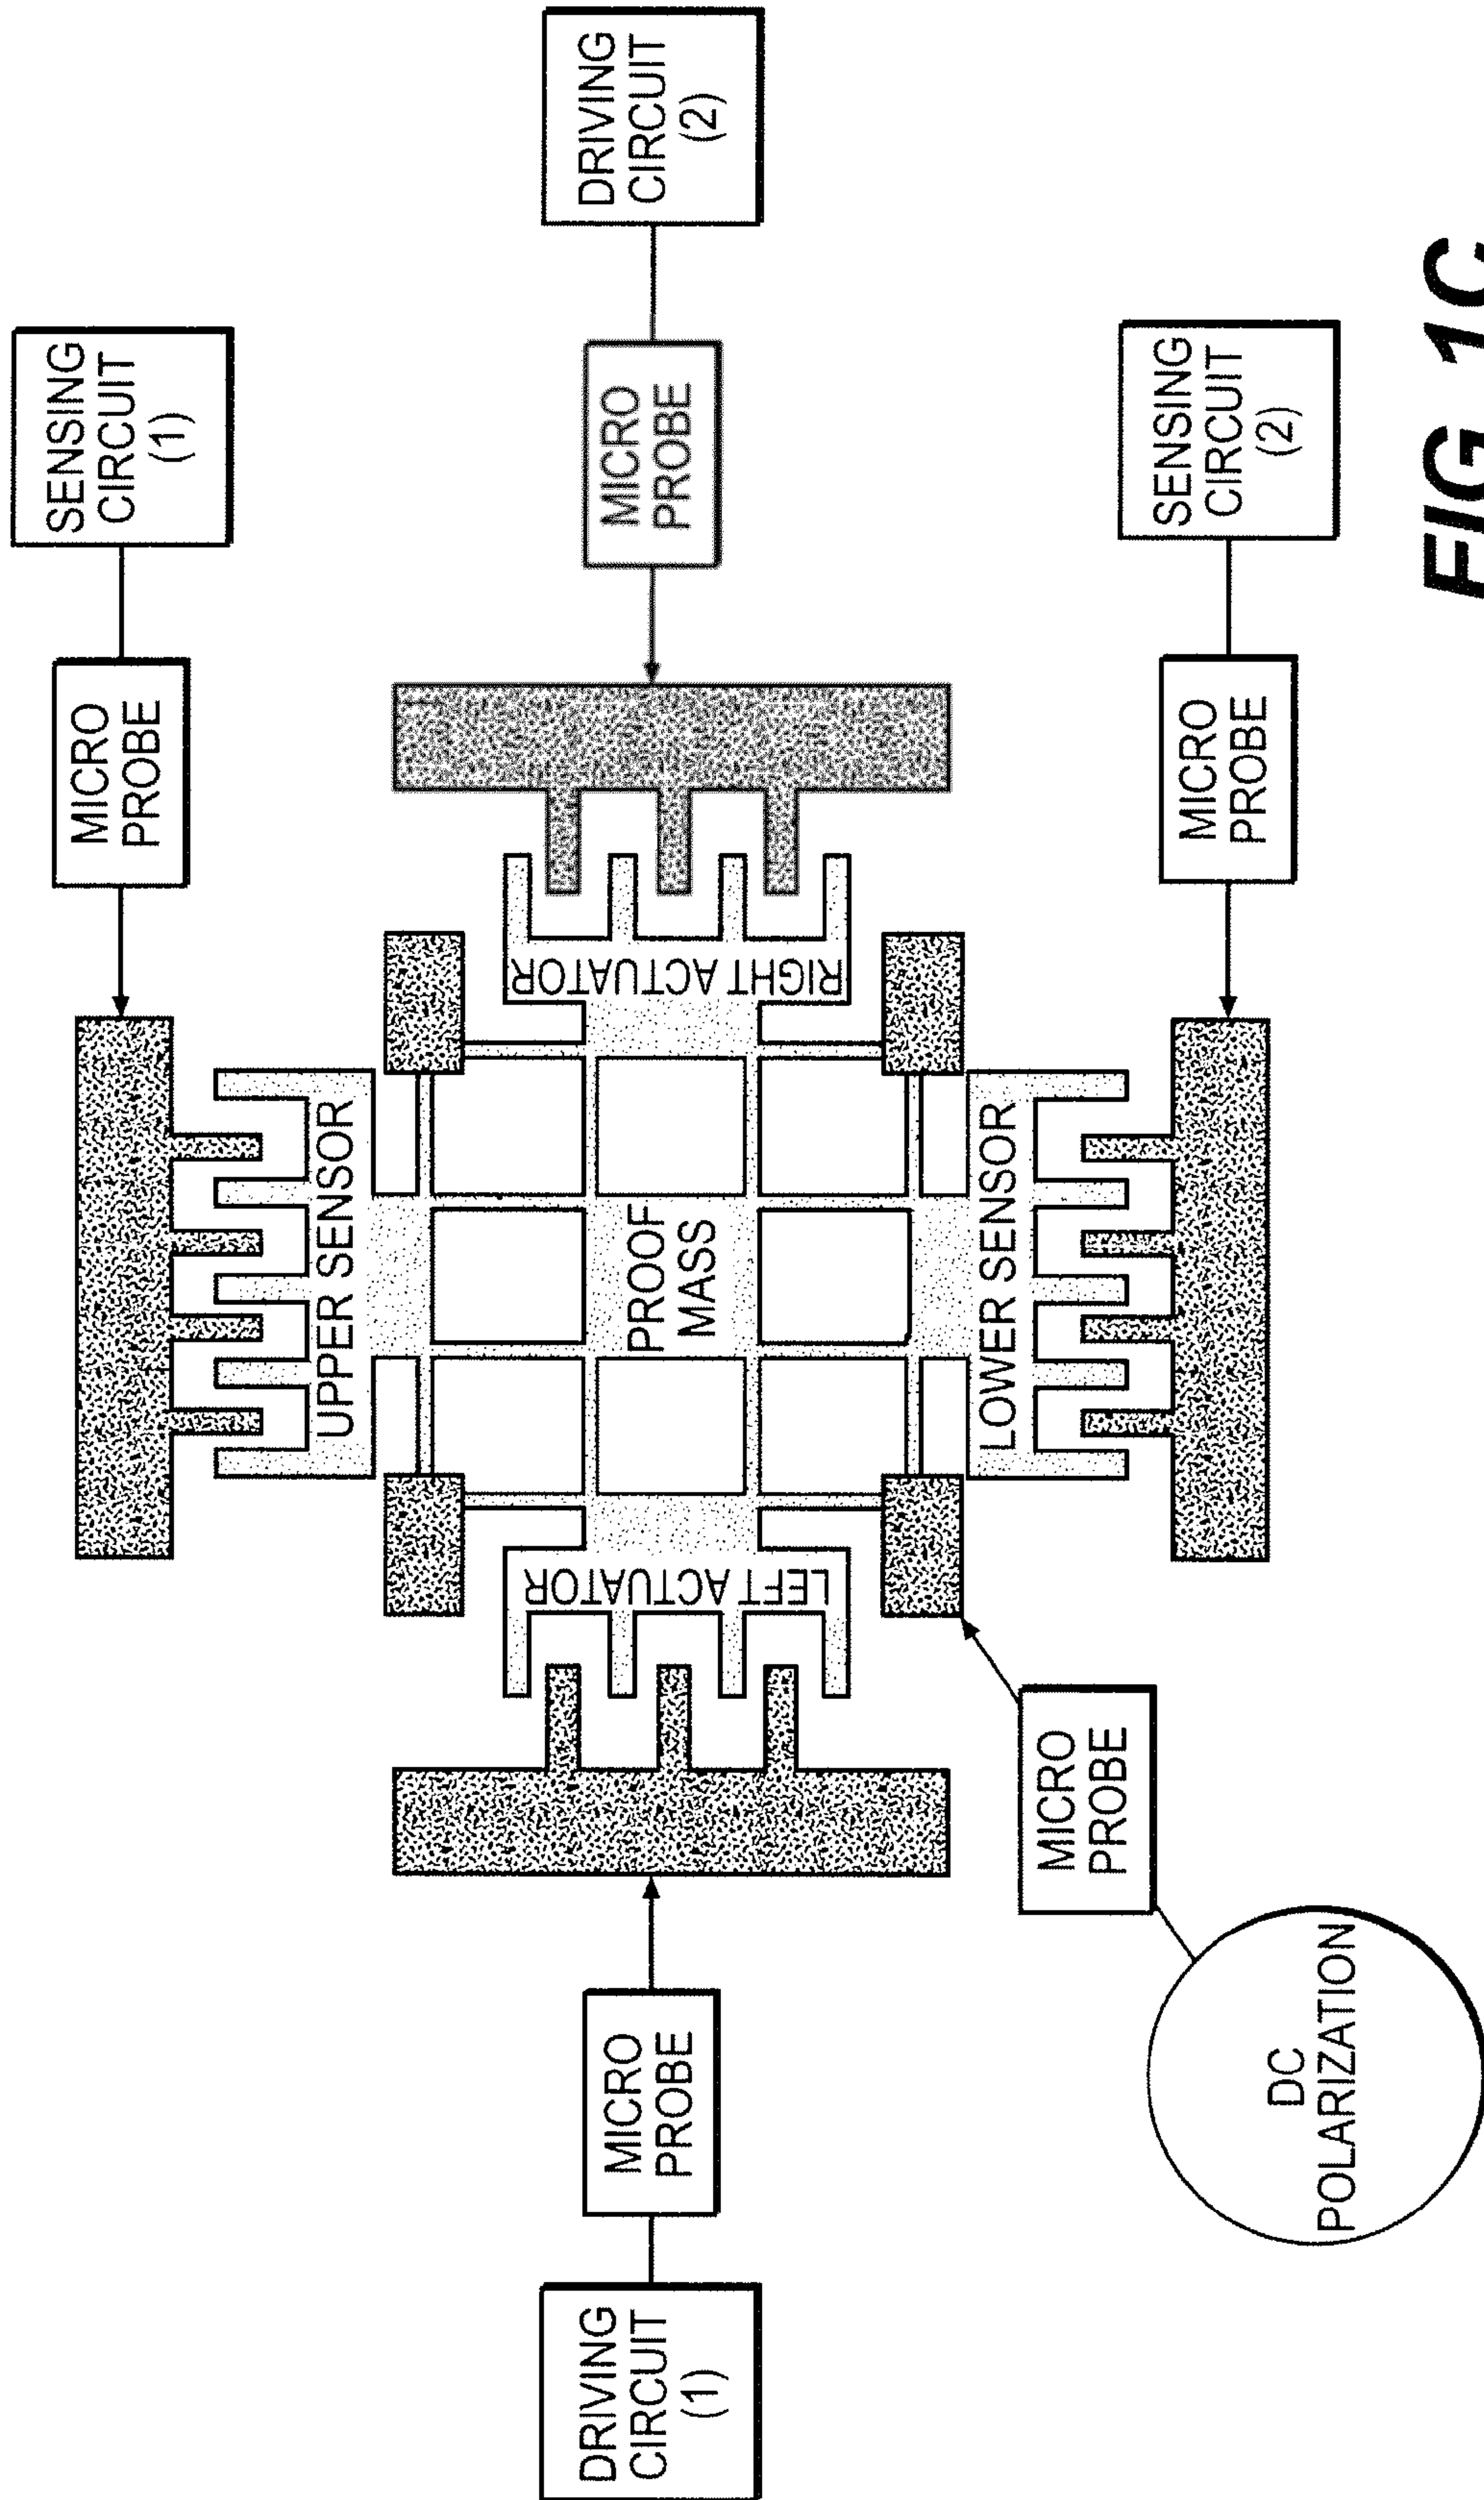 SENSING
CIRCUIT
(1)
MICRO
PROBE
UPPER SENSOR
DRIVING
CIRCUIT
(1)
MICRO
PROBE
LEFT ACTUATOR
PROOF
MASS
RIGHT ACTUATOR
MICRO
PROBE
DRIVING
CIRCUIT
(2)
LOWER SENSOR
MICRO
PROBE
DC
POLARIZATION
MICRO
PROBE
SENSING
CIRCUIT
(2)
FIG. 1C